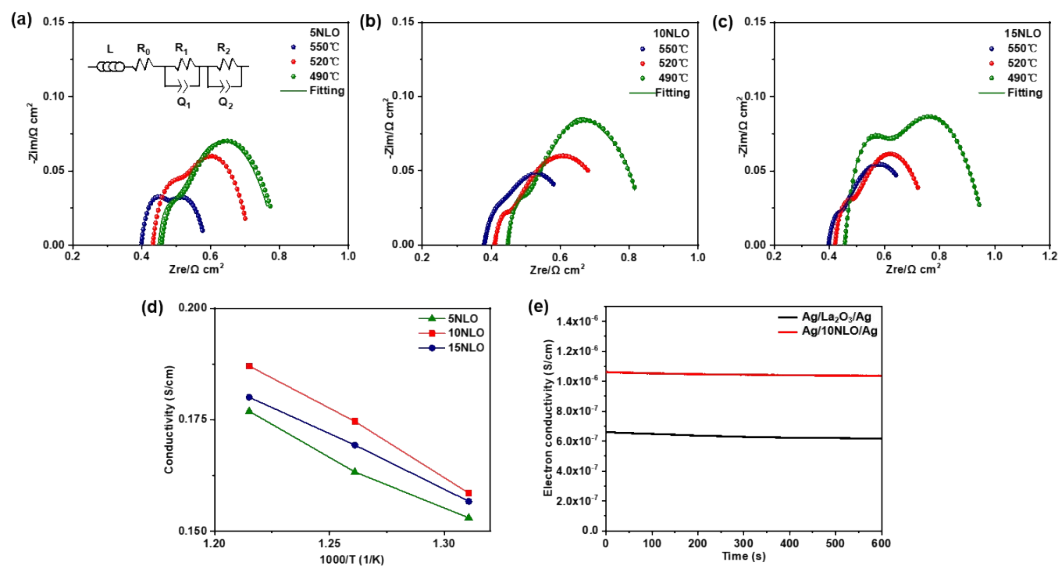 (a)
5NLO
550℃
520℃
490℃
Fitting
L
R0
R1
R2
Q1
Q2
-Zim/Ω cm²
0.15
0.10
0.05
0.00
0.0
0.2
0.4
0.6
0.8
1.0
Zre/Ω cm²
(b)
10NLO
550℃
520℃
490℃
Fitting
-Zim/Ω cm²
0.15
0.10
0.05
0.00
0.0
0.2
0.4
0.6
0.8
1.0
Zre/Ω cm²
(c)
15NLO
550℃
520℃
490℃
Fitting
-Zim/Ω cm²
0.15
0.10
0.05
0.00
0.0
0.2
0.4
0.6
0.8
1.0
1.2
Zre/Ω cm²
(d)
5NLO
10NLO
15NLO
Conductivity (S/cm)
0.200
0.175
0.150
1.20
1.25
1.30
1000/T (1/K)
(e)
Ag/La₂O₃/Ag
Ag/10NLO/Ag
Electron conductivity (S/cm)
1.4x10⁻⁶
1.2x10⁻⁶
1.0x10⁻⁶
8.0x10⁻⁷
6.0x10⁻⁷
4.0x10⁻⁷
2.0x10⁻⁷
0.0
0
100
200
300
400
500
600
Time (s)